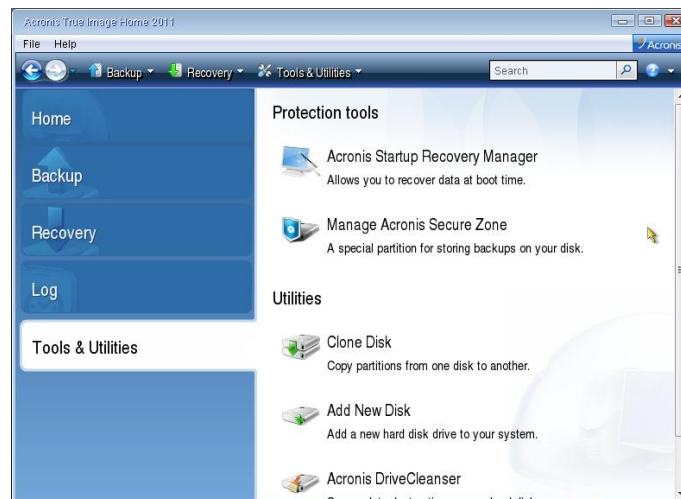 Acronis True Image Home 2011
File Help
Acronis
Backup Recovery Tools & Utilities Search
Home
Backup
Recovery
Log
Tools & Utilities
Protection tools
Acronis Startup Recovery Manager
Allows you to recover data at boot time.
Manage Acronis Secure Zone
A special partition for storing backups on your disk.
Utilities
Clone Disk
Copy partitions from one disk to another.
Add New Disk
Add a new hard disk drive to your system.
Acronis DriveCleanser